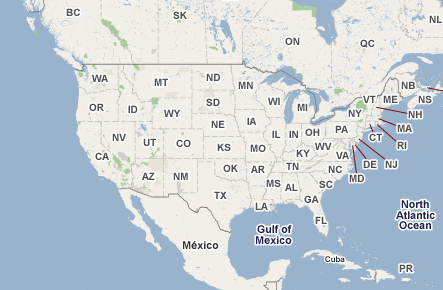 BC
SK
ON
QC
NL
NB
NS
WA
MT
ND
MN
VT
ME
OR
ID
SD
WI
MI
NY
NH
WY
MA
NE
IA
PA
CT
RI
NV
UT
CO
KS
MO
IL
IN
OH
WV
VA
DE
NJ
MD
CA
AZ
NM
OK
AR
TN
KY
NC
SC
TX
MS
AL
GA
LA
FL
North
Atlantic
Ocean
Gulf of
Mexico
México
Cuba
PR